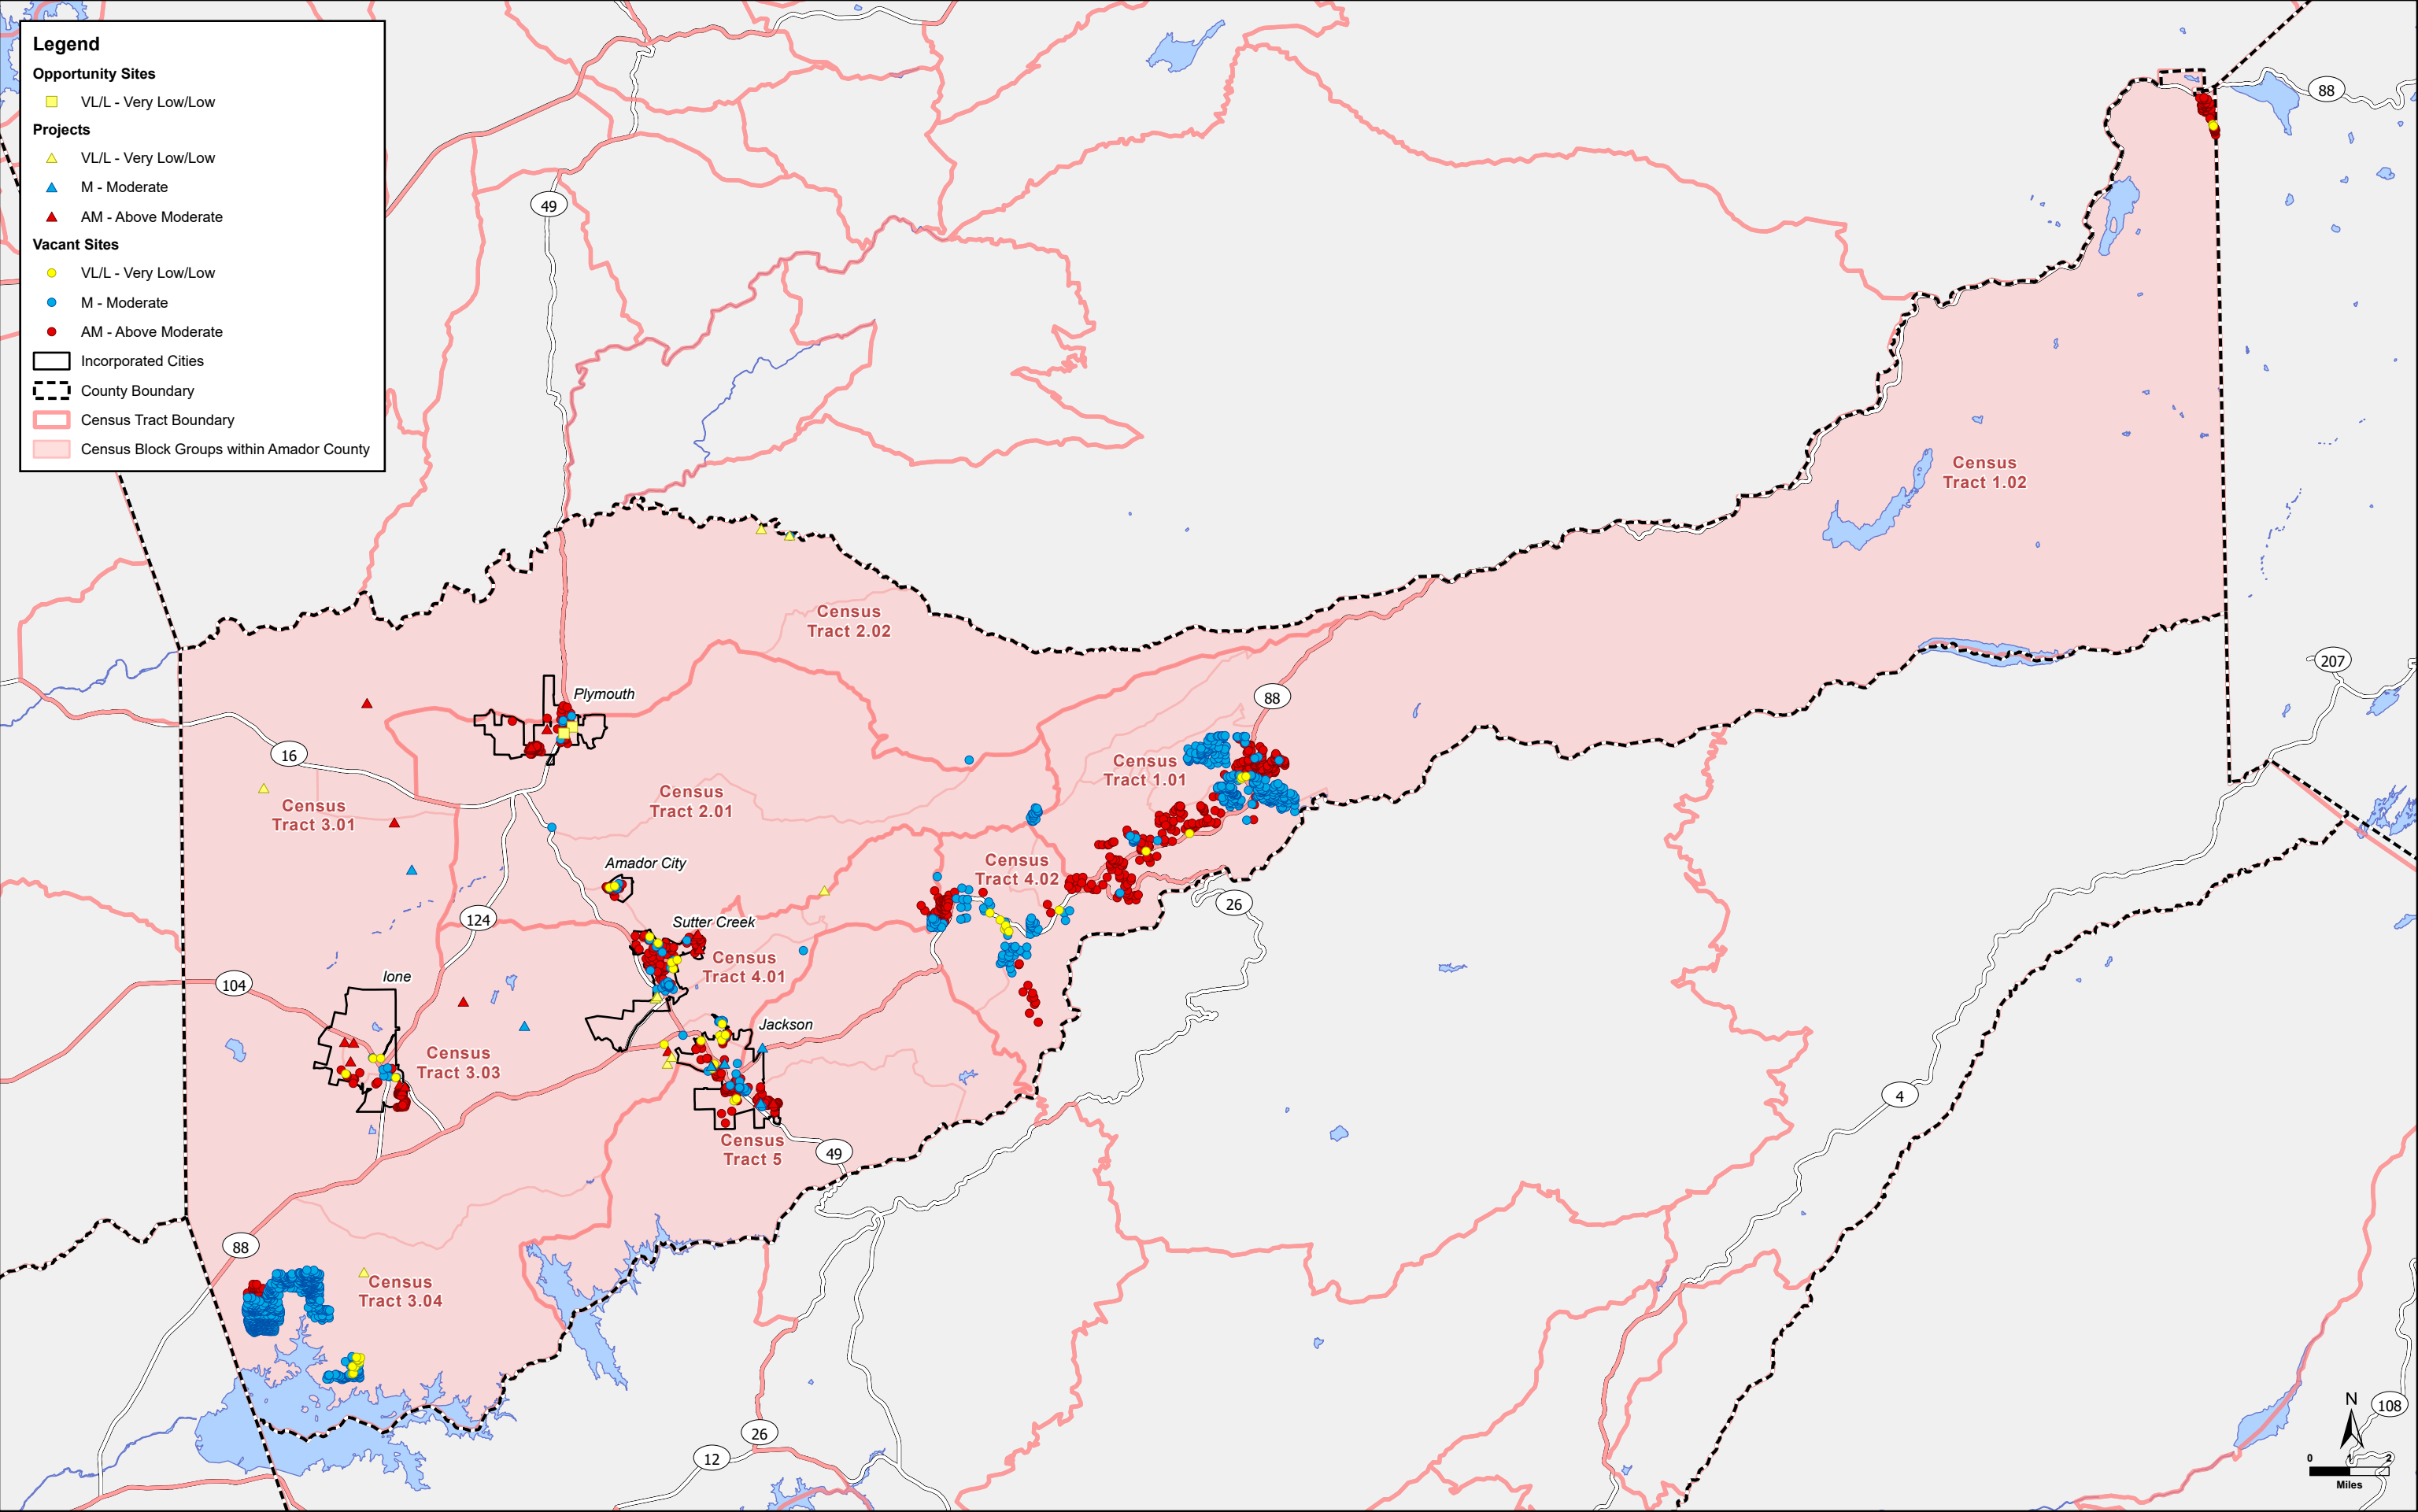 Legend
Opportunity Sites
VL/L - Very Low/Low
Projects
VL/L - Very Low/Low
M - Moderate
AM - Above Moderate
Vacant Sites
VL/L - Very Low/Low
M - Moderate
AM - Above Moderate
Incorporated Cities
County Boundary
Census Tract Boundary
Census Block Groups within Amador County
88
49
Census
Tract 1.02
Census
Tract 2.02
207
88
Plymouth
16
Census
Tract 1.01
Census
Tract 3.01
Census
Tract 2.01
Amador City
Census
Tract 4.02
26
124
Sutter Creek
Census
Tract 4.01
Ione
104
Jackson
Census
Tract 3.03
4
Census
Tract 5
49
88
Census
Tract 3.04
N
108
26
12
0 1 2
Miles